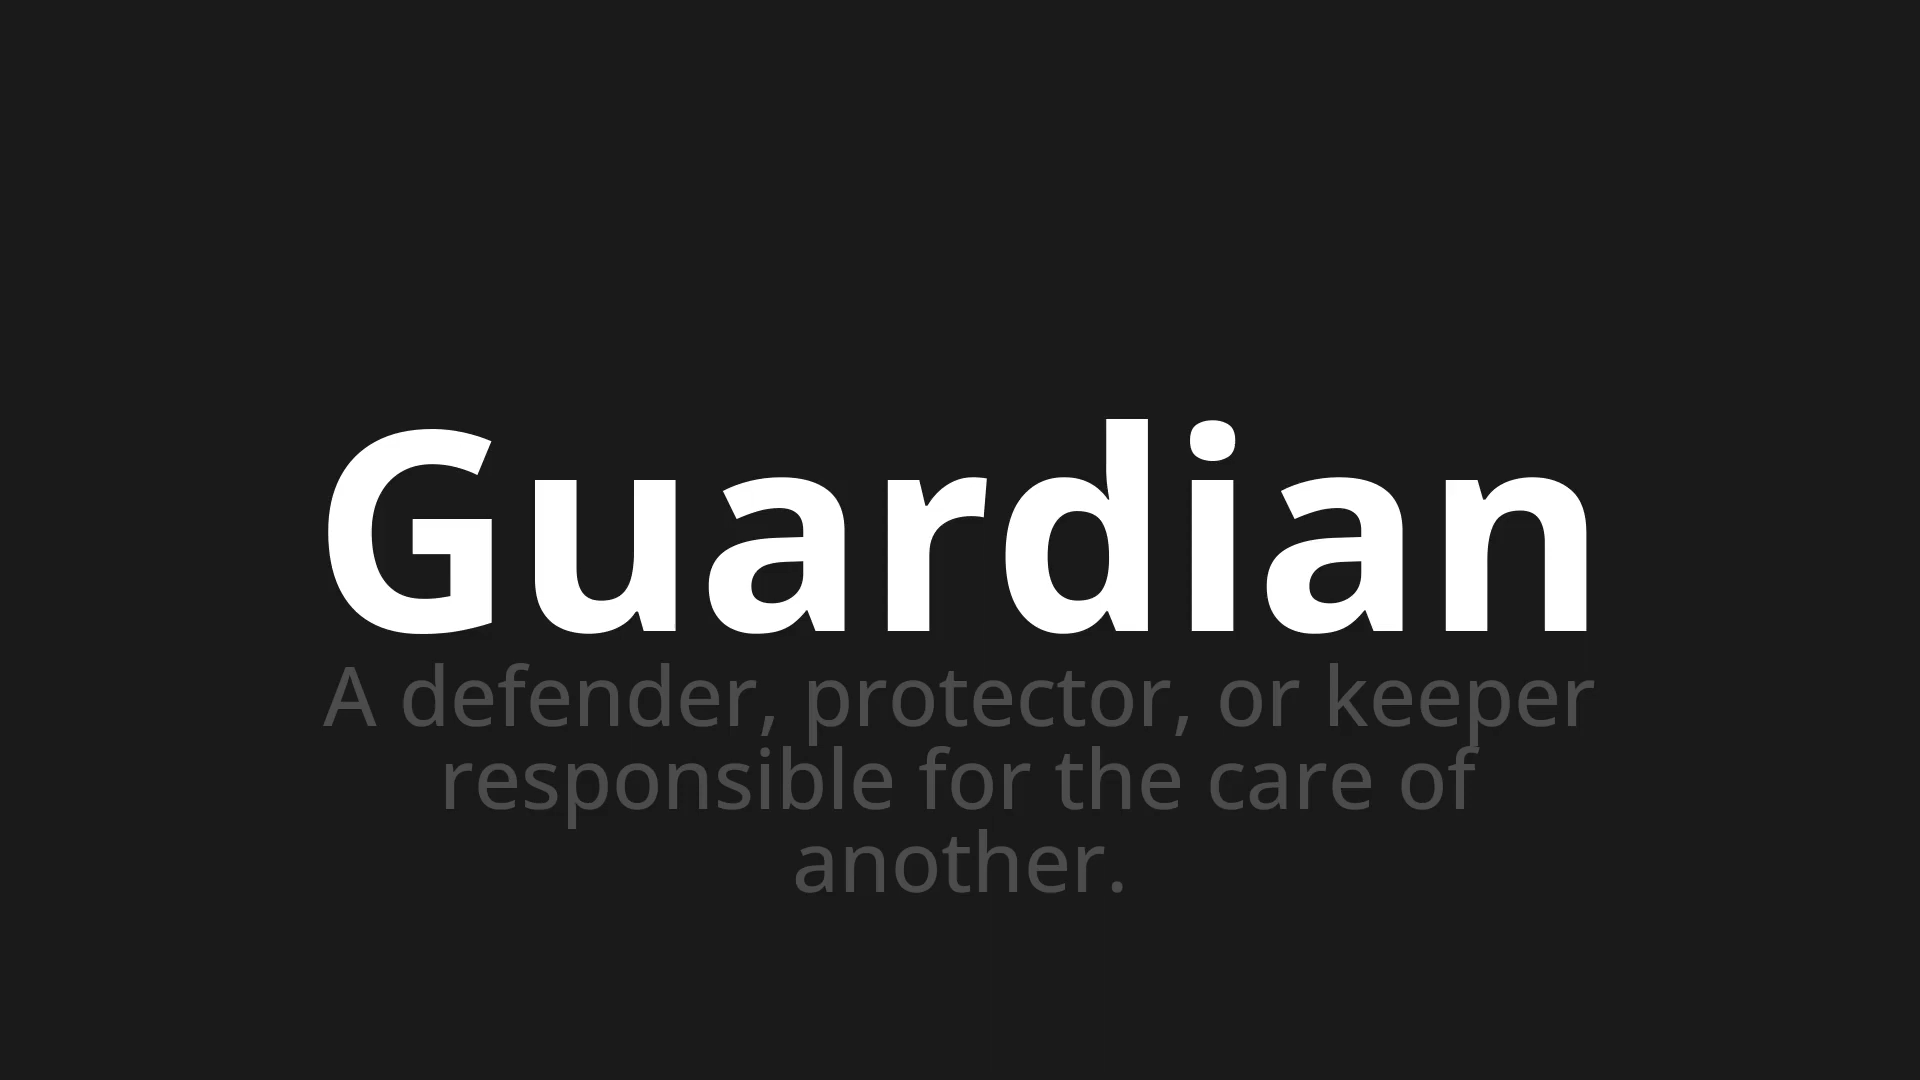 Guardian
A defender, protector, or keeper
responsible for the care of
another.